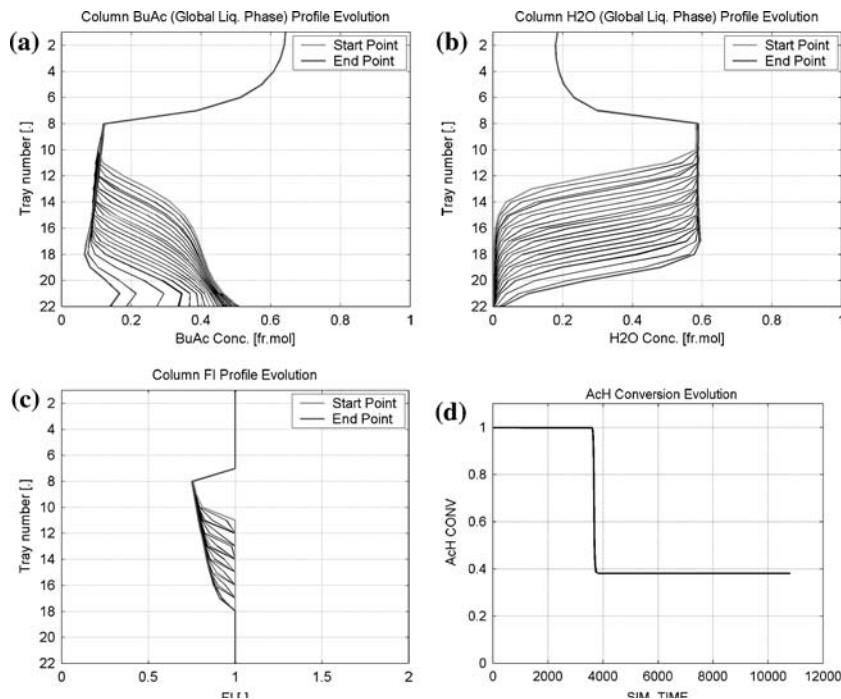 (a)
Column BuAc (Global Liq. Phase) Profile Evolution
Start Point
End Point
Tray number [.]
2
4
6
8
10
12
14
16
18
20
22
0 0.2 0.4 0.6 0.8 1
BuAc Conc. [fr.mol]
(b)
Column H2O (Global Liq. Phase) Profile Evolution
Start Point
End Point
Tray number [.]
2
4
6
8
10
12
14
16
18
20
22
0 0.2 0.4 0.6 0.8 1
H2O Conc. [fr.mol]
(c)
Column FI Profile Evolution
Start Point
End Point
Tray number [.]
2
4
6
8
10
12
14
16
18
20
22
0 0.5 1 1.5 2
(d)
AcH Conversion Evolution
AcH CONV
1
0.8
0.6
0.4
0.2
0
0 2000 4000 6000 8000 10000 12000
SIM. TIME